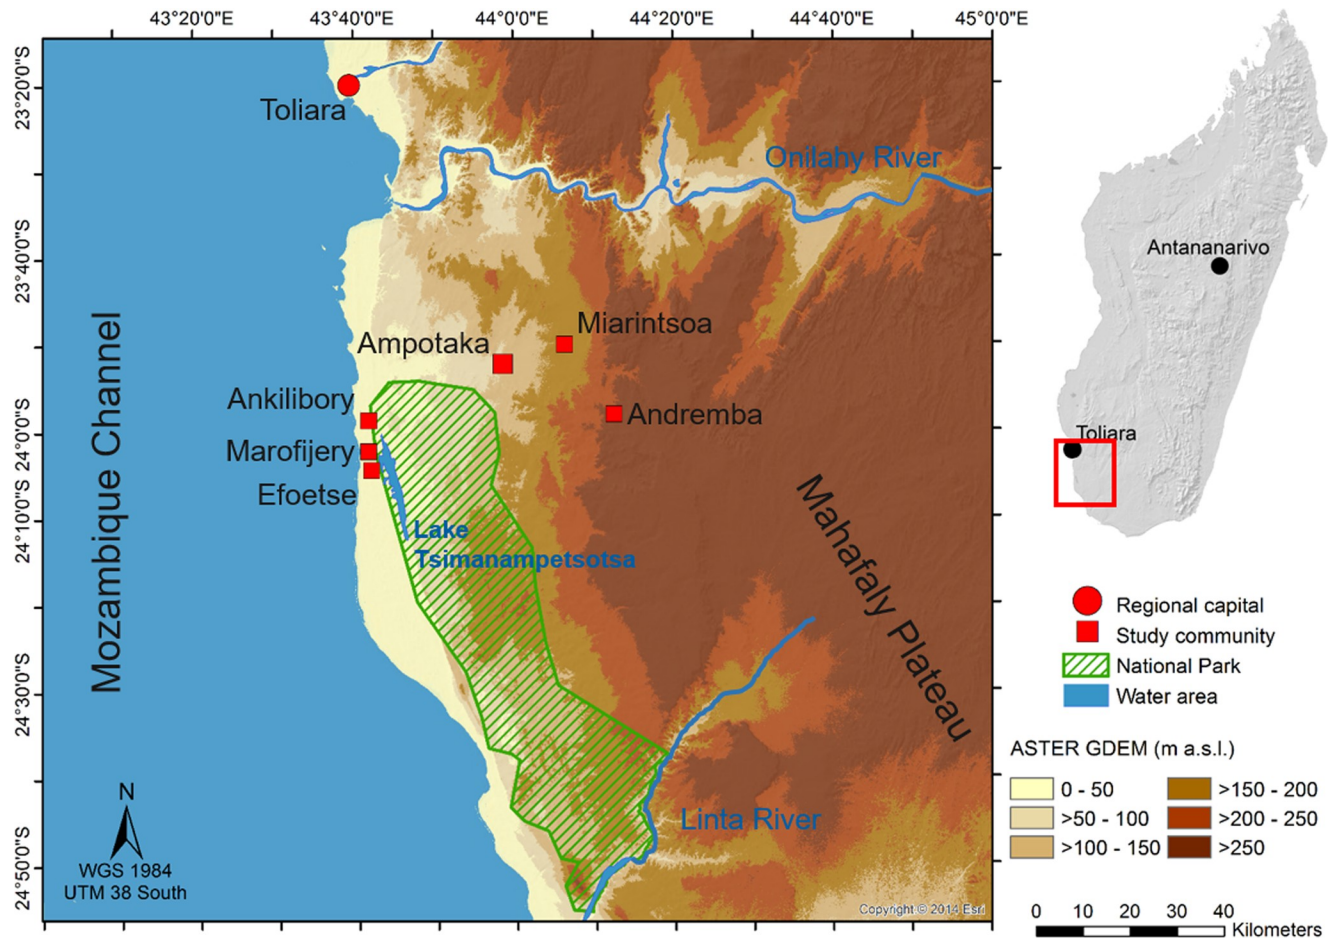 43°20'0"E
43°40'0"E
44°0'0"E
44°20'0"E
44°40'0"E
45°0'0"E
23°20'0"S
23°40'0"S
24°0'0"S
24°10'0"S
24°30'0"S
24°50'0"S
Toliara
Onilahy River
Miarintsoa
Ampotaka
Ankilibory
Andremba
Marofijery
Efoetse
Lake
Tsimanampetsotsa
Mozambique Channel
Mahafaly Plateau
Linta River
N
WGS 1984
UTM 38 South
Copyright:© 2014 Esri
Antananarivo
Toliara
Regional capital
Study community
National Park
Water area
ASTER GDEM (m a.s.l.)
0 - 50
>50 - 100
>100 - 150
>150 - 200
>200 - 250
>250
0 10 20 30 40
Kilometers